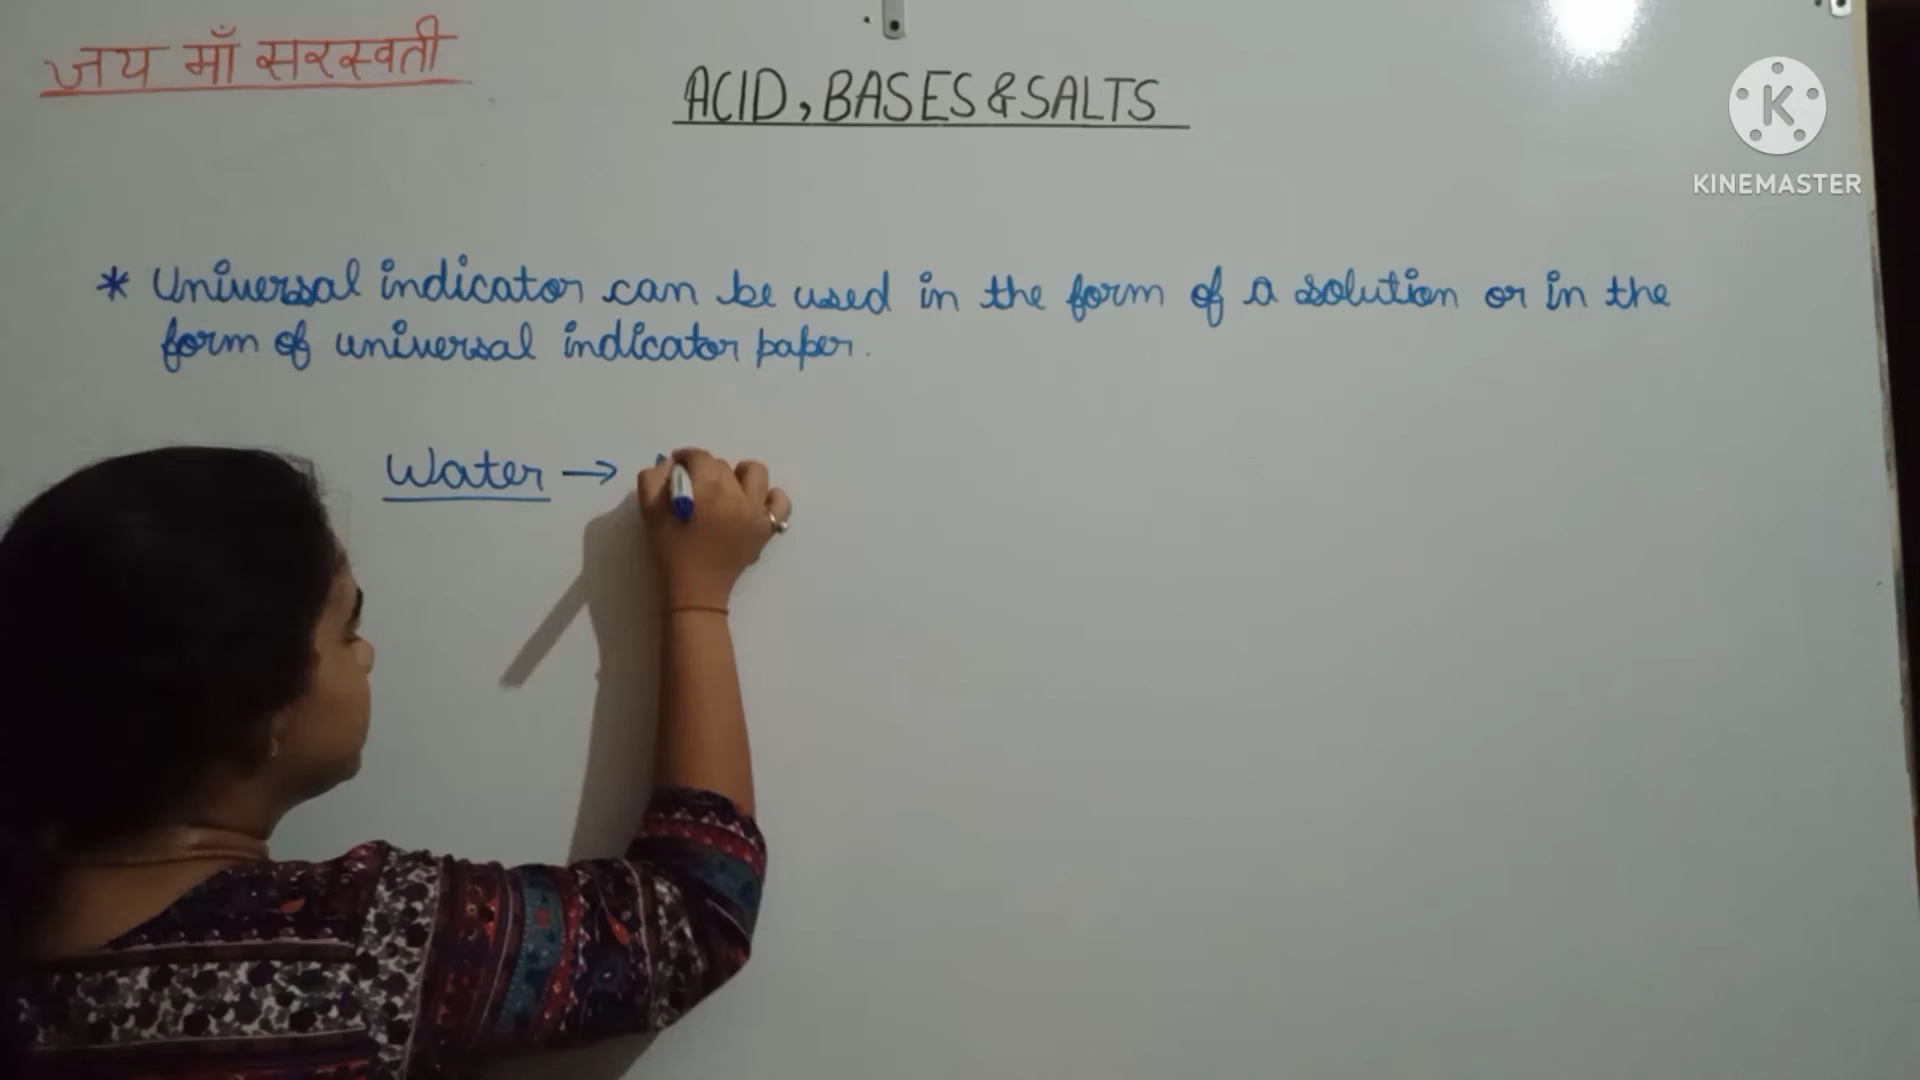 जय माँ सरस्वती
ACID, BASES & SALTS
K
KINEMASTER
* Universal indicator can be used in the form of a solution or in the
form of universal indicator paper.
Water →